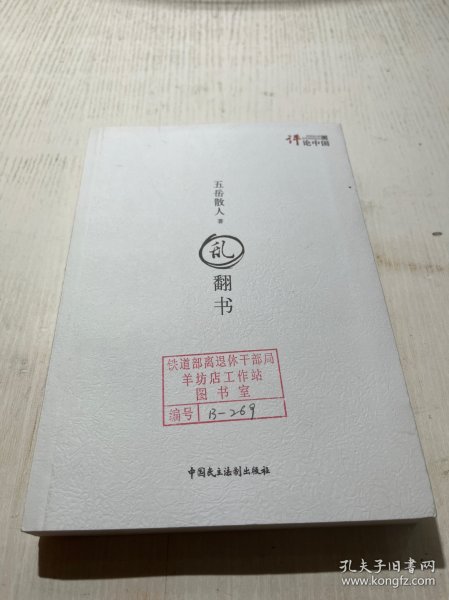 评论中国
五岳散人 著
乱
翻书
铁道部离退休干部局
羊坊店工作站
图书室
编号 B-269
中国民主法制出版社
孔夫子旧书网
www.kongfz.com